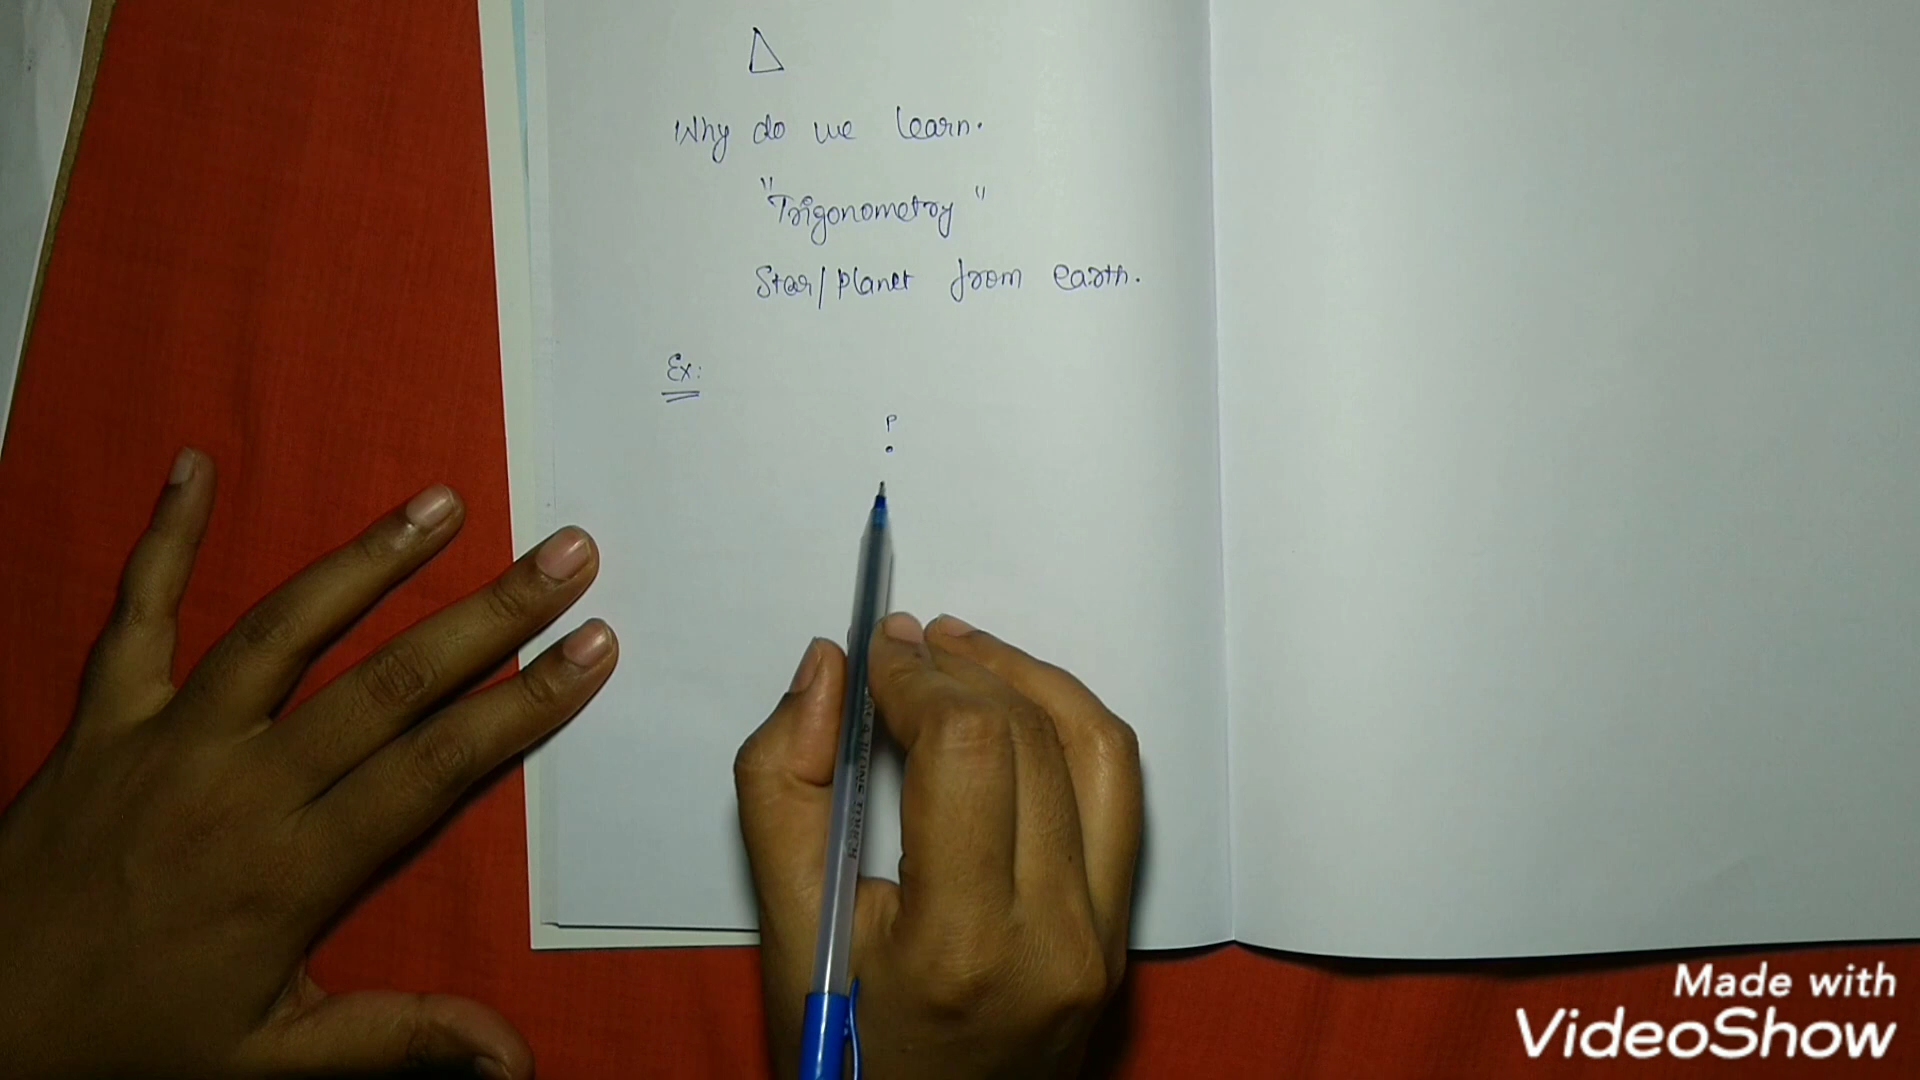 Why do we learn.
"Trigonometry"
Star/planet from earth.
Ex:
P
Made with
VideoShow